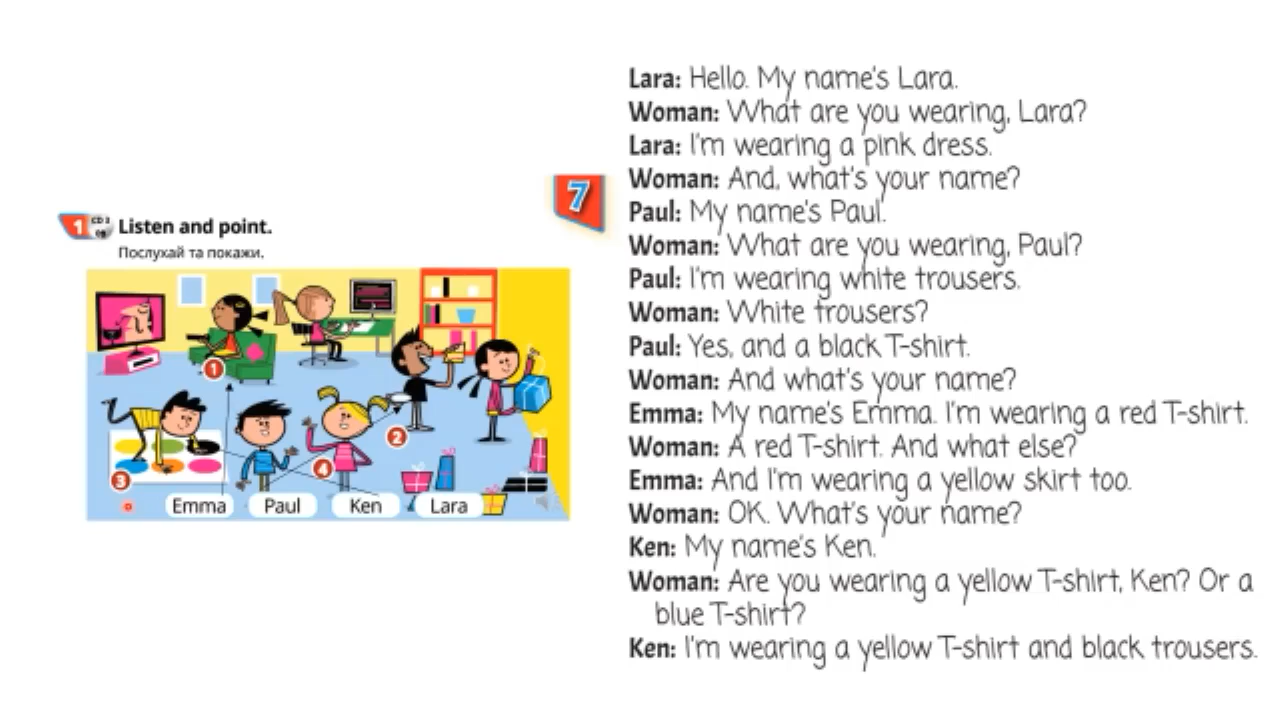 1 CD 3 09 Listen and point.
Послухай та покажи.
1
2
3
4
Emma Paul Ken Lara
7
Lara: Hello. My name's Lara.
Woman: What are you wearing, Lara?
Lara: I'm wearing a pink dress.
Woman: And, what's your name?
Paul: My name's Paul.
Woman: What are you wearing, Paul?
Paul: I'm wearing white trousers.
Woman: White trousers?
Paul: Yes, and a black T-shirt.
Woman: And what's your name?
Emma: My name's Emma. I'm wearing a red T-shirt.
Woman: A red T-shirt. And what else?
Emma: And I'm wearing a yellow skirt too.
Woman: OK. What's your name?
Ken: My name's Ken.
Woman: Are you wearing a yellow T-shirt, Ken? Or a
blue T-shirt?
Ken: I'm wearing a yellow T-shirt and black trousers.